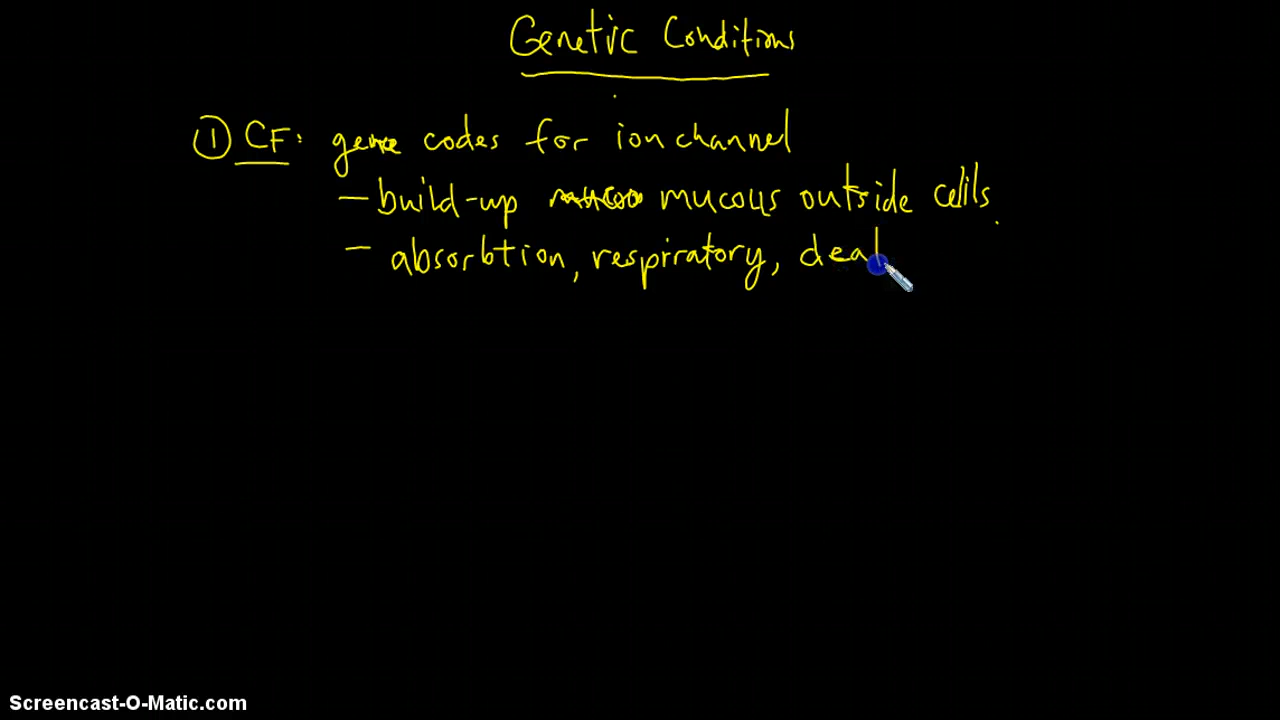 Genetic Conditions
① CF: gene codes for ion channel
— build-up mucous outside cells.
— absorbtion, respiratory, dea
Screencast-O-Matic.com